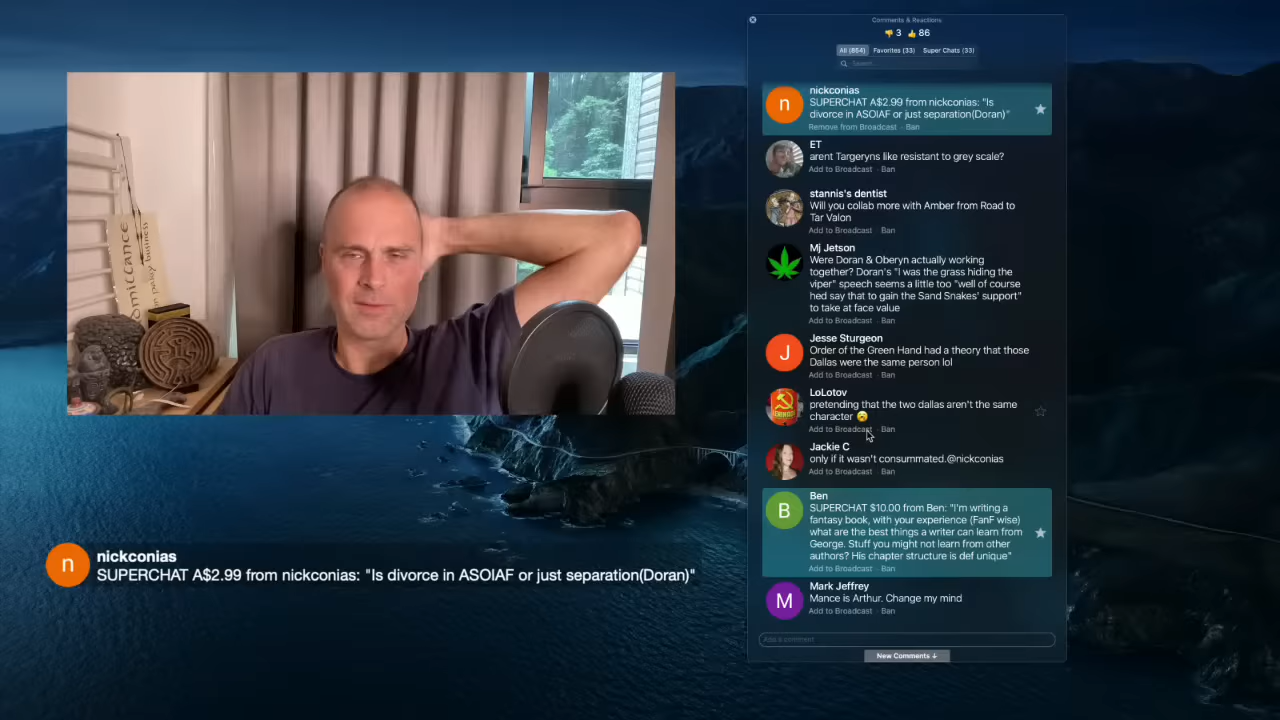 Comments & Reactions
👎 3 👍 86
All (854) Favorites (33) Super Chats (33)
Search...
n
nickconias
SUPERCHAT A$2.99 from nickconias: "Is
divorce in ASOIAF or just separation(Doran)"
Remove from Broadcast · Ban
ET
arent Targeryns like resistant to grey scale?
Add to Broadcast · Ban
stannis's dentist
Will you collab more with Amber from Road to
Tar Valon
Add to Broadcast · Ban
Mj Jetson
Were Doran & Oberyn actually working
together? Doran's "I was the grass hiding the
viper" speech seems a little too "well of course
hed say that to gain the Sand Snakes' support"
to take at face value
Add to Broadcast · Ban
J
Jesse Sturgeon
Order of the Green Hand had a theory that those
Dallas were the same person lol
Add to Broadcast · Ban
LoLotov
pretending that the two dallas aren't the same
character 😥
Add to Broadcast · Ban
Jackie C
only if it wasn't consummated.@nickconias
Add to Broadcast · Ban
B
Ben
SUPERCHAT $10.00 from Ben: "I'm writing a
fantasy book, with your experience (FanF wise)
what are the best things a writer can learn from
George. Stuff you might not learn from other
authors? His chapter structure is def unique"
Add to Broadcast · Ban
M
Mark Jeffrey
Mance is Arthur. Change my mind
Add to Broadcast · Ban
Add a comment
New Comments ↓
n
nickconias
SUPERCHAT A$2.99 from nickconias: "Is divorce in ASOIAF or just separation(Doran)"